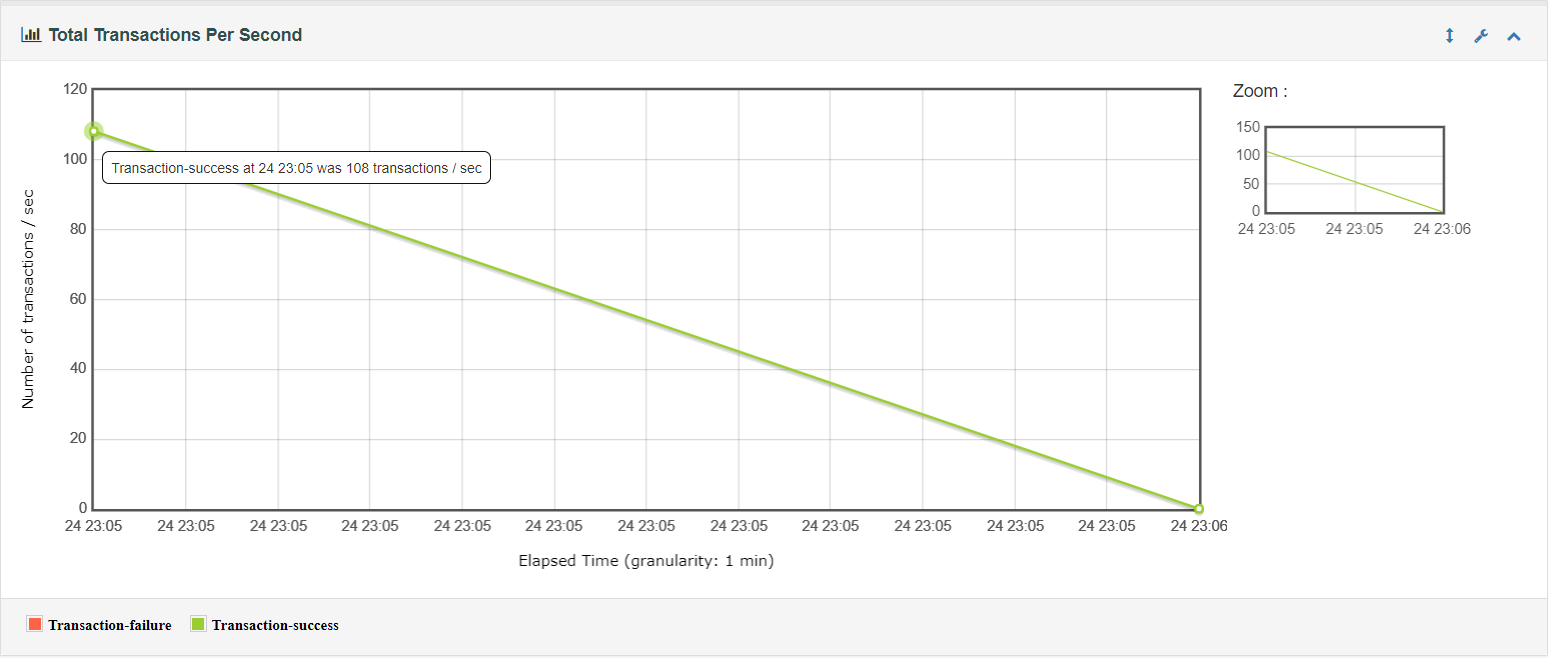 Total Transactions Per Second
120
100
80
60
40
20
0
Number of transactions / sec
Transaction-success at 24 23:05 was 108 transactions / sec
24 23:05 24 23:05 24 23:05 24 23:05 24 23:05 24 23:05 24 23:05 24 23:05 24 23:05 24 23:05 24 23:05 24 23:05 24 23:06
Elapsed Time (granularity: 1 min)
Zoom :
150
100
50
0
24 23:05 24 23:05 24 23:06
Transaction-failure Transaction-success